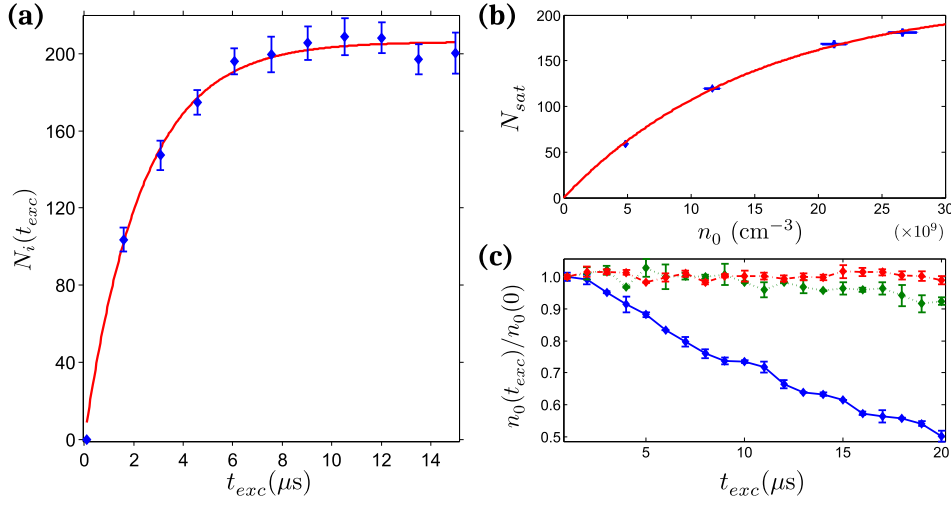 (a)
200
160
120
80
40
0
N_i(t_exc)
0 2 4 6 8 10 12 14
t_exc(μs)
(b)
200
150
100
50
0
N_sat
0 5 10 15 20 25 30
n_0 (cm^−3)
(×10^9)
(c)
1.0
0.9
0.8
0.7
0.6
0.5
n_0(t_exc)/n_0(0)
5 10 15 20
t_exc(μs)